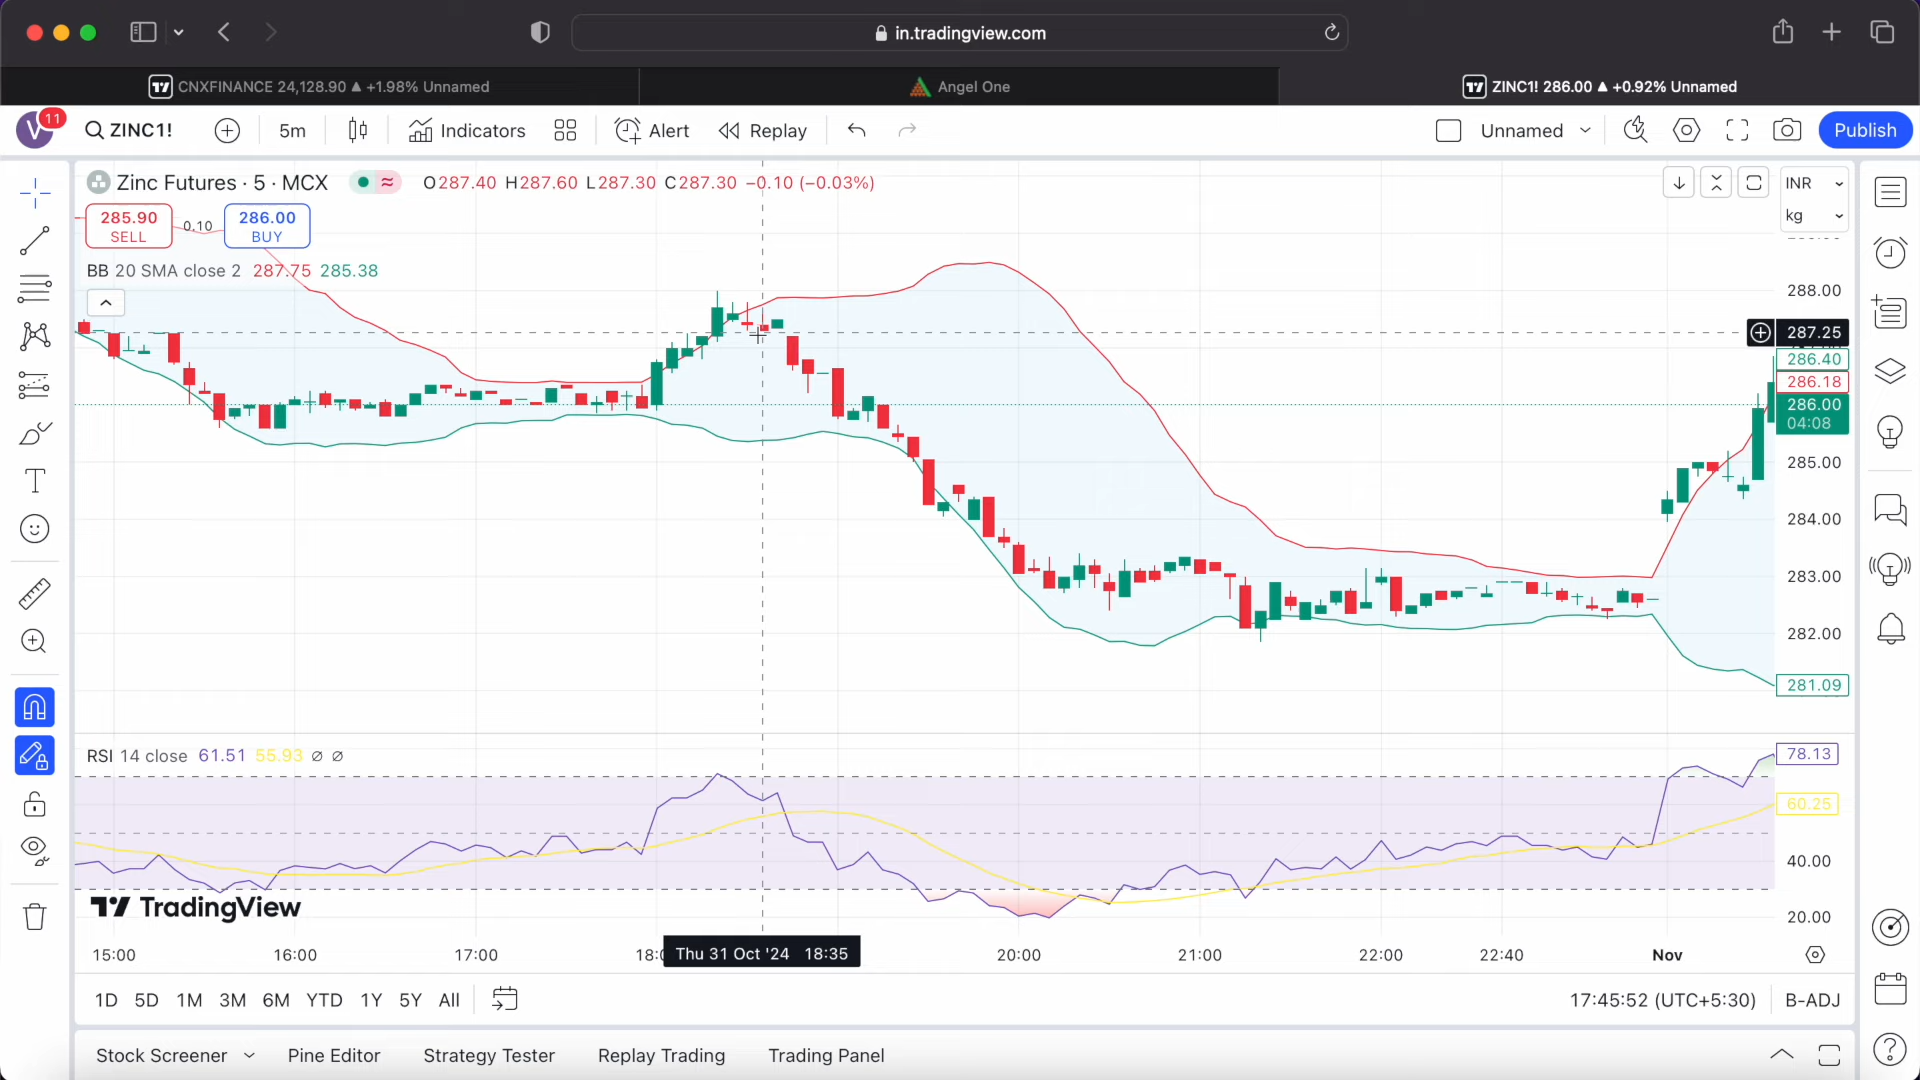 in.tradingview.com
CNXFINANCE 24,128.90 ▲ +1.98% Unnamed
Angel One
ZINC1! 286.00 ▲ +0.92% Unnamed
V 11
ZINC1!
5m
Indicators
Alert
Replay
Unnamed
Publish
Zinc Futures · 5 · MCX
O287.40 H287.60 L287.30 C287.30 −0.10 (−0.03%)
INR
kg
285.90
SELL
0.10
286.00
BUY
BB 20 SMA close 2 287.75 285.38
288.00
287.25
286.40
286.18
286.00
04:08
285.00
284.00
283.00
282.00
281.09
RSI 14 close 61.51 55.93 ∅ ∅
78.13
60.25
40.00
20.00
TradingView
15:00
16:00
17:00
Thu 31 Oct '24 18:35
20:00
21:00
22:00
22:40
Nov
1D 5D 1M 3M 6M YTD 1Y 5Y All
17:45:52 (UTC+5:30)
B-ADJ
Stock Screener
Pine Editor
Strategy Tester
Replay Trading
Trading Panel